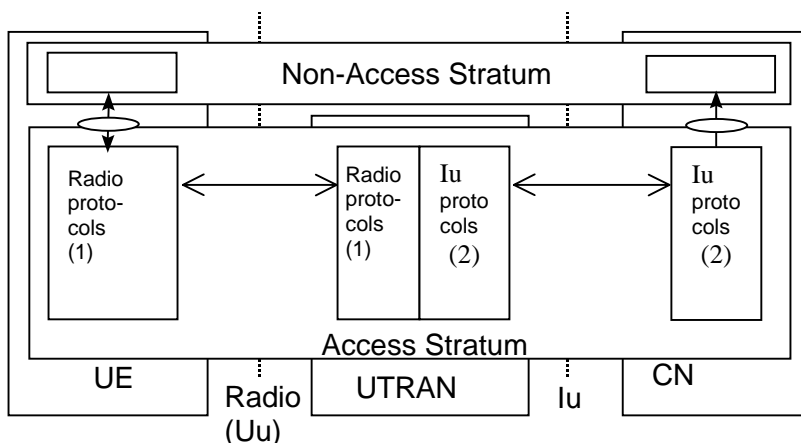 Non-Access Stratum
Radio
proto-
cols
(1)
Radio
proto-
cols
(1)
Iu
proto
cols
(2)
Iu
proto
cols
(2)
Access Stratum
UE
Radio
(Uu)
UTRAN
Iu
CN